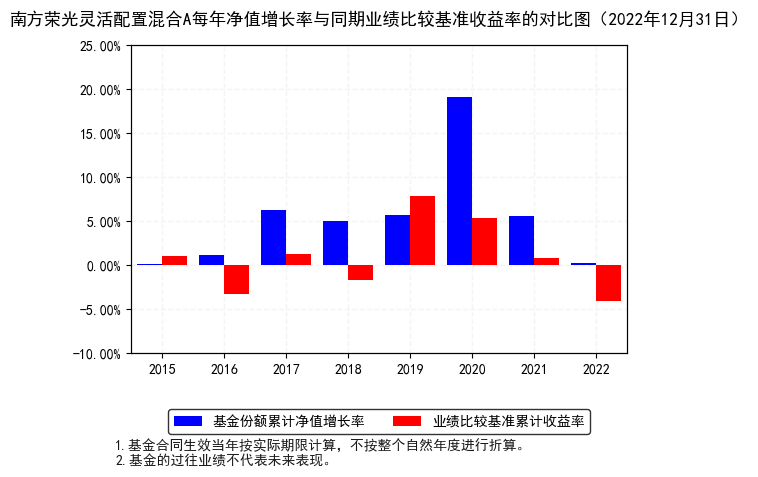 南方荣光灵活配置混合A每年净值增长率与同期业绩比较基准收益率的对比图（2022年12月31日）
25.00%
20.00%
15.00%
10.00%
5.00%
0.00%
-5.00%
-10.00%
2015 2016 2017 2018 2019 2020 2021 2022
基金份额累计净值增长率 业绩比较基准累计收益率
1.基金合同生效当年按实际期限计算，不按整个自然年度进行折算。
2.基金的过往业绩不代表未来表现。